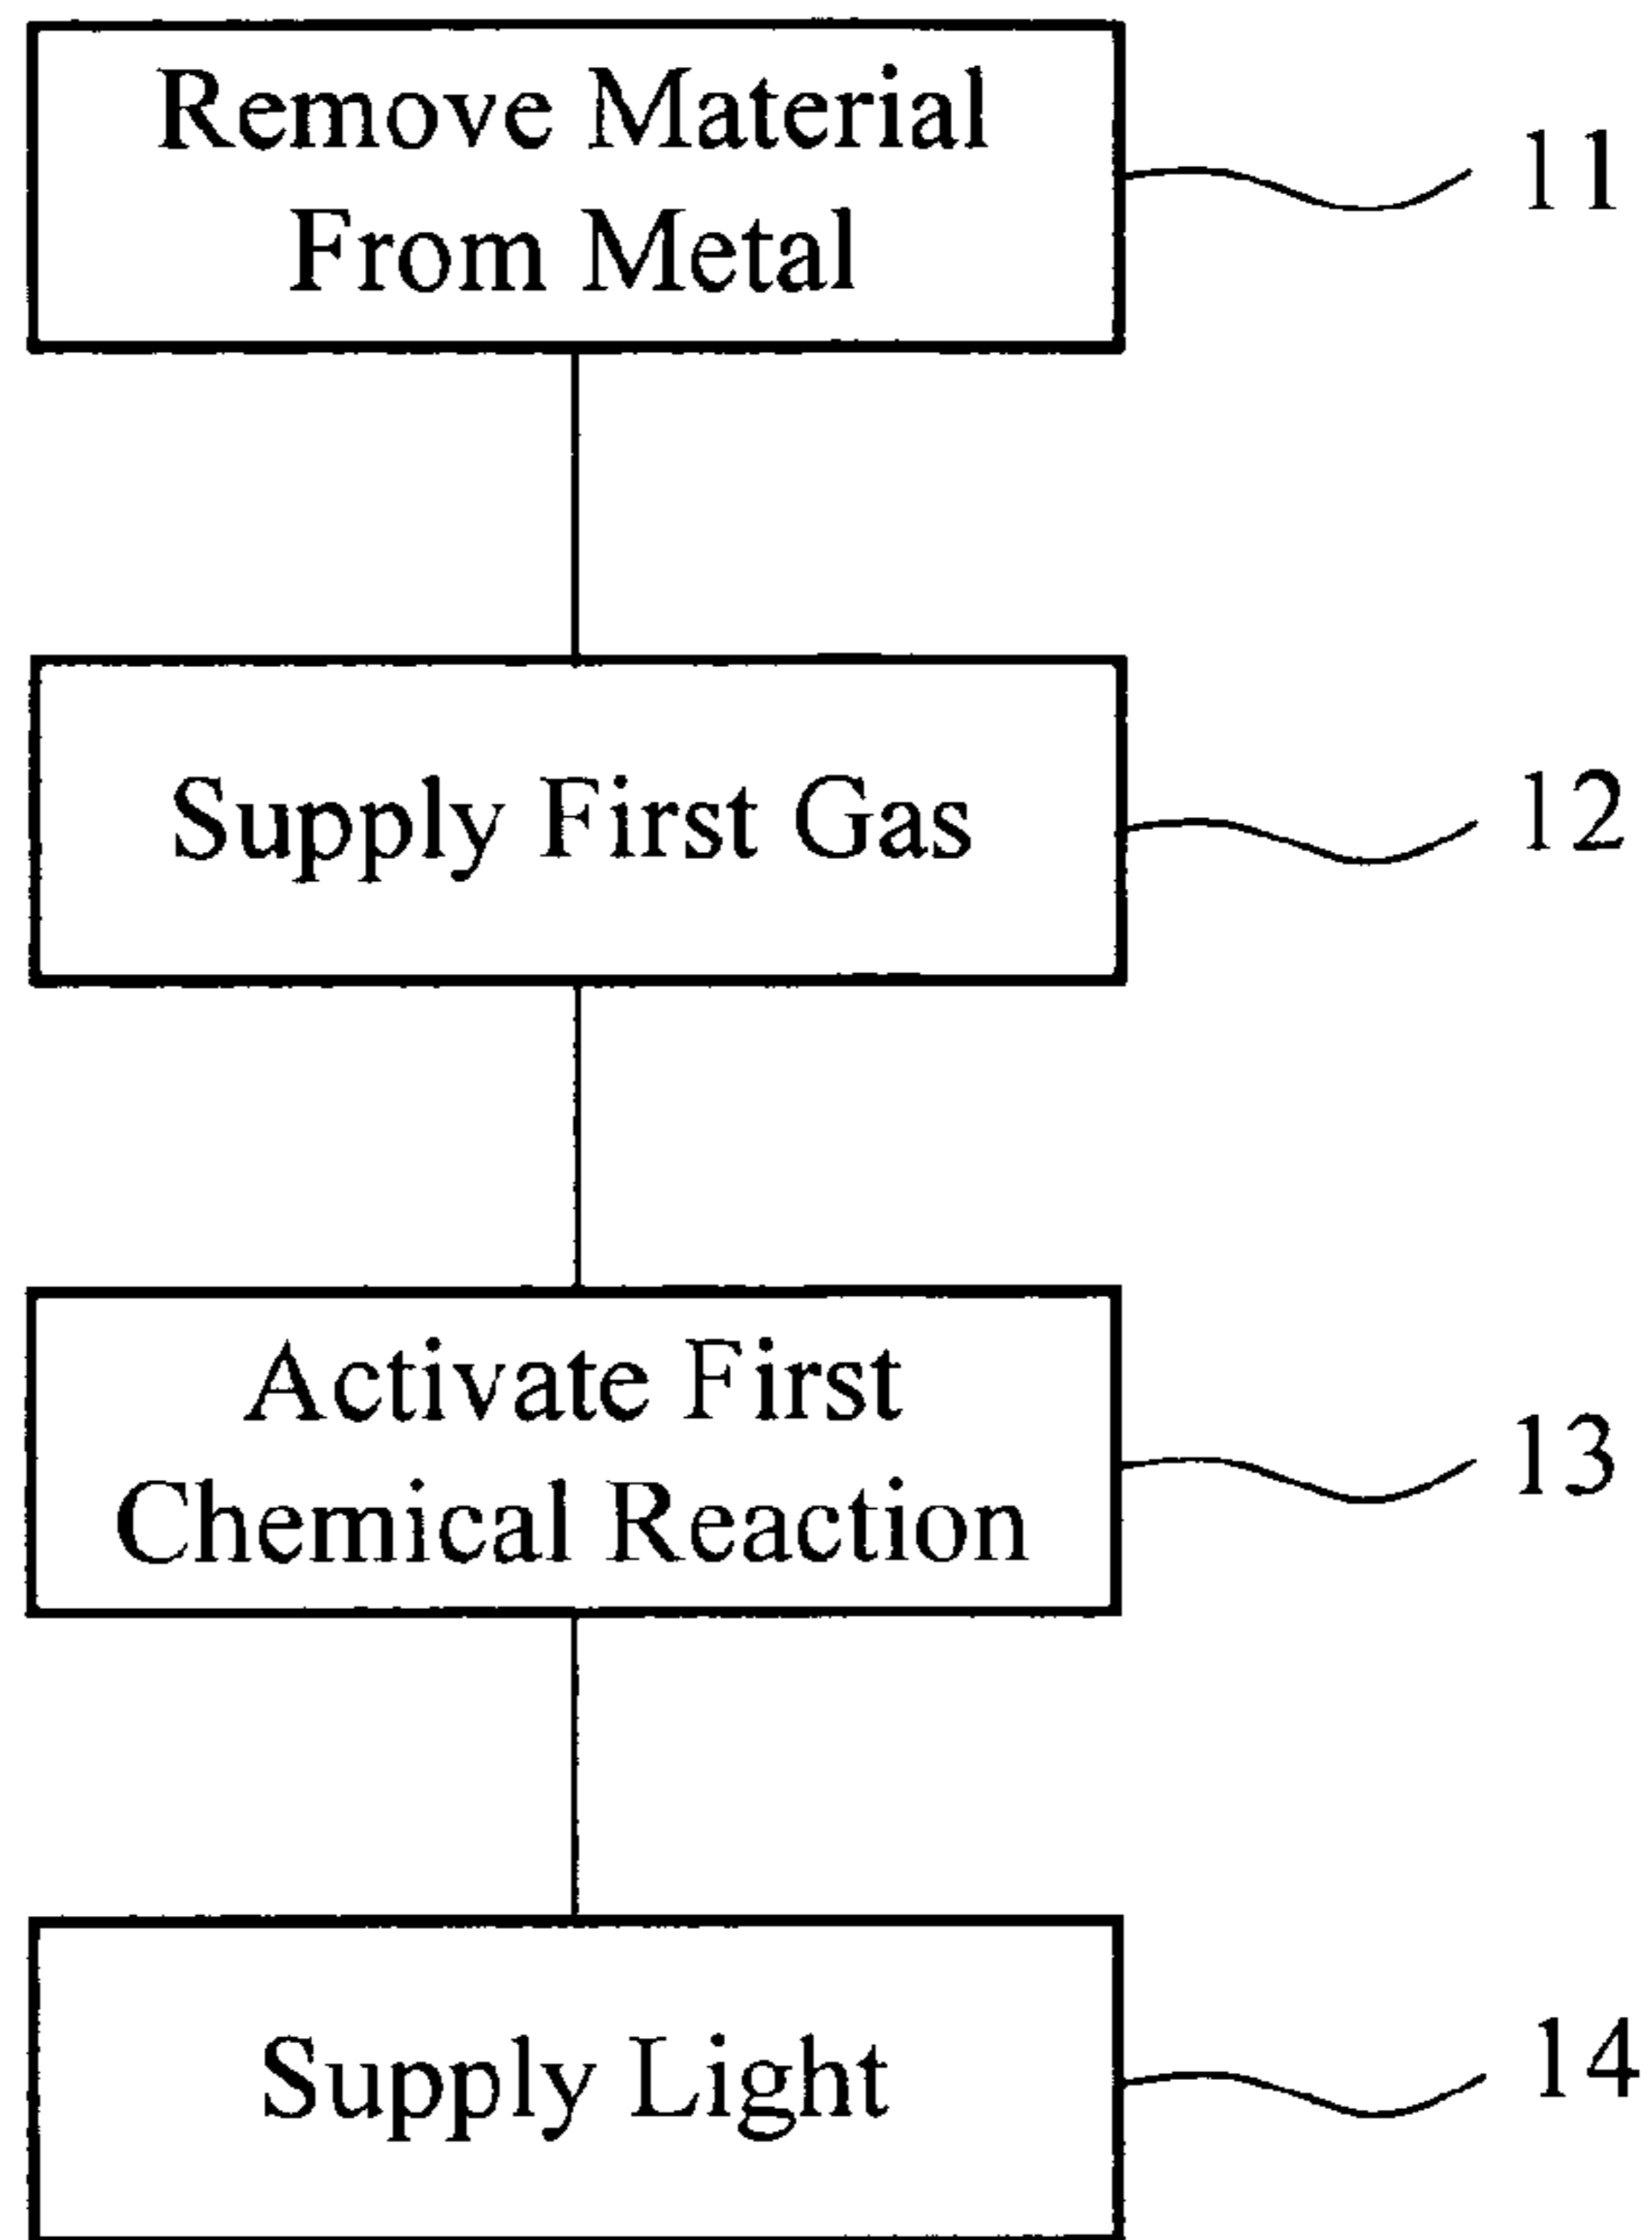 Remove Material
From Metal
11
Supply First Gas
12
Activate First
Chemical Reaction
13
Supply Light
14